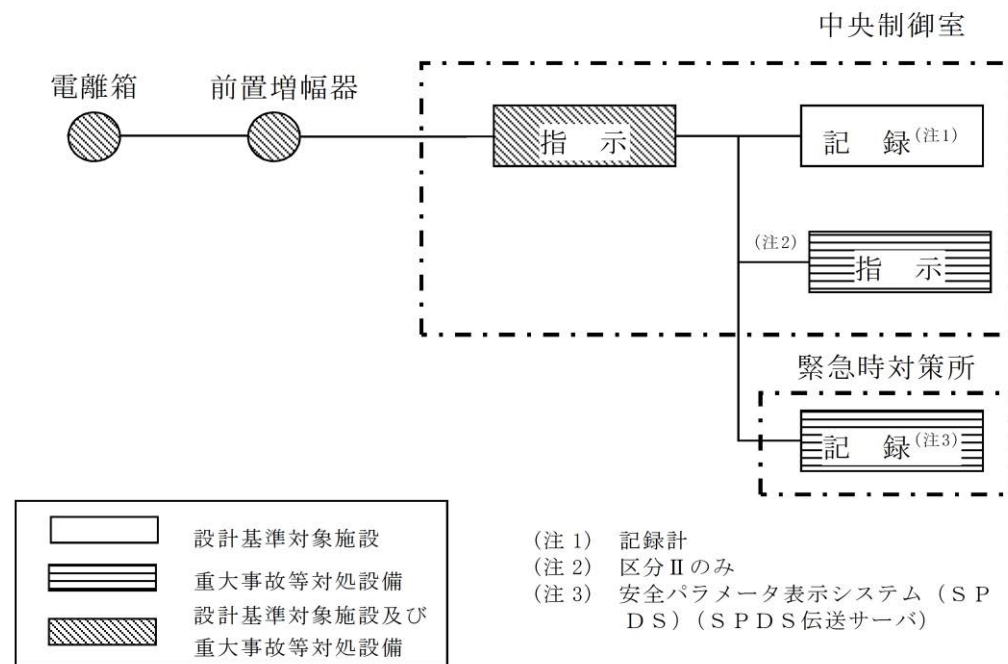 中央制御室
電離箱
前置増幅器
指 示
記 録(注1)
(注2)
指 示
緊急時対策所
記 録(注3)
設計基準対象施設
重大事故等対処設備
設計基準対象施設及び
重大事故等対処設備
(注 1) 記録計
(注 2) 区分Ⅱのみ
(注 3) 安全パラメータ表示システム(ＳＰ
ＤＳ)(ＳＰＤＳ伝送サーバ)